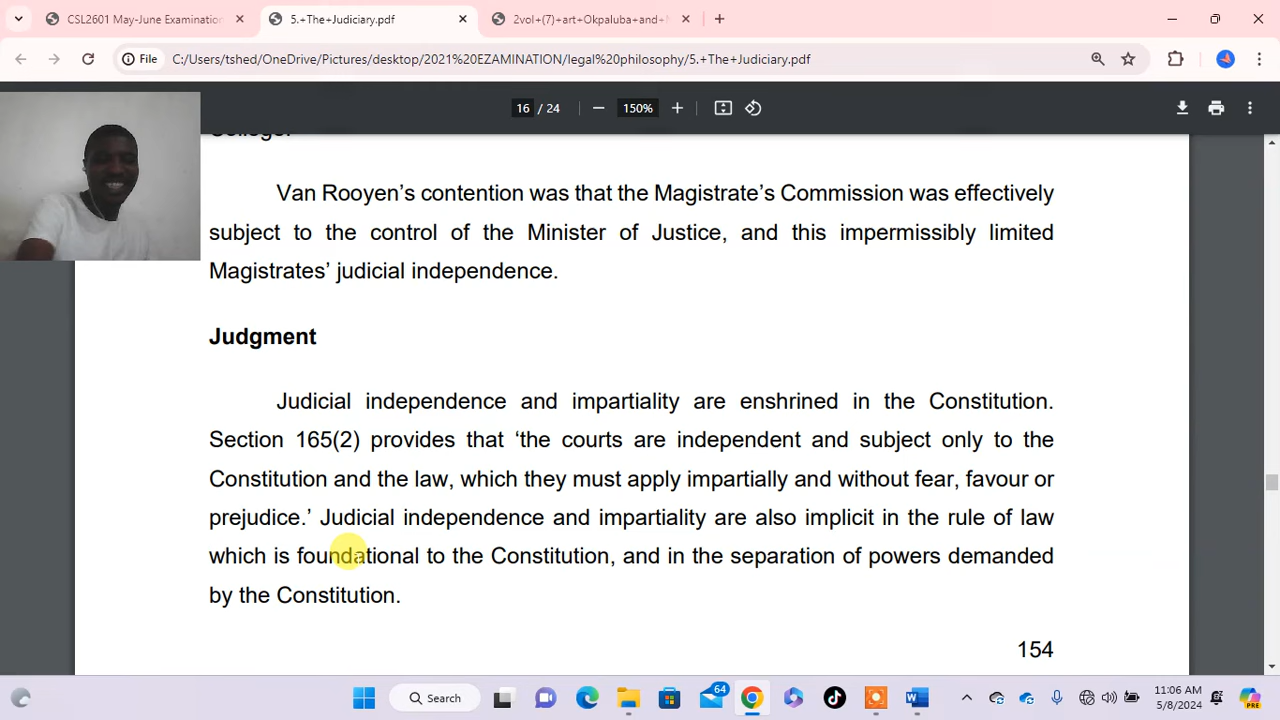 CSL2601 May-June Examination
5.+The+Judiciary.pdf
2vol+(7)+art+Okpaluba+and+
File
C:/Users/tshed/OneDrive/Pictures/desktop/2021%20EZAMINATION/legal%20philosophy/5.+The+Judiciary.pdf
16 / 24
150%
Van Rooyen’s contention was that the Magistrate’s Commission was effectively
subject to the control of the Minister of Justice, and this impermissibly limited
Magistrates’ judicial independence.
Judgment
Judicial independence and impartiality are enshrined in the Constitution.
Section 165(2) provides that ‘the courts are independent and subject only to the
Constitution and the law, which they must apply impartially and without fear, favour or
prejudice.’ Judicial independence and impartiality are also implicit in the rule of law
which is foundational to the Constitution, and in the separation of powers demanded
by the Constitution.
154
Search
64
11:06 AM
5/8/2024
PRE